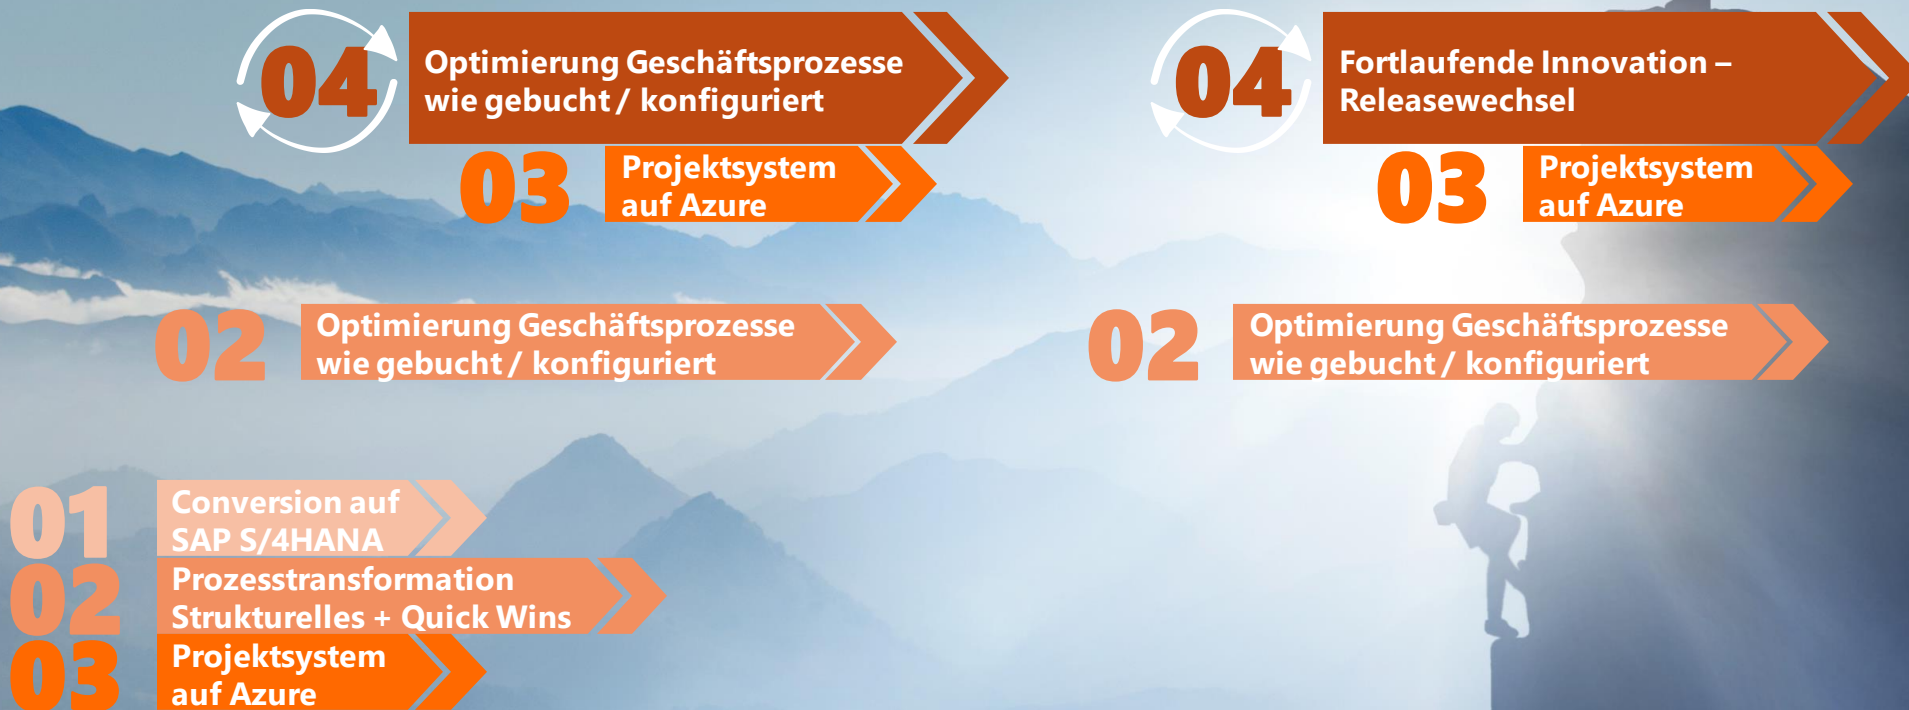 04
Optimierung Geschäftsprozesse
wie gebucht / konfiguriert
04
Fortlaufende Innovation –
Releasewechsel
03
Projektsystem
auf Azure
03
Projektsystem
auf Azure
02
Optimierung Geschäftsprozesse
wie gebucht / konfiguriert
02
Optimierung Geschäftsprozesse
wie gebucht / konfiguriert
01
Conversion auf
SAP S/4HANA
02
Prozesstransformation
Strukturelles + Quick Wins
03
Projektsystem
auf Azure